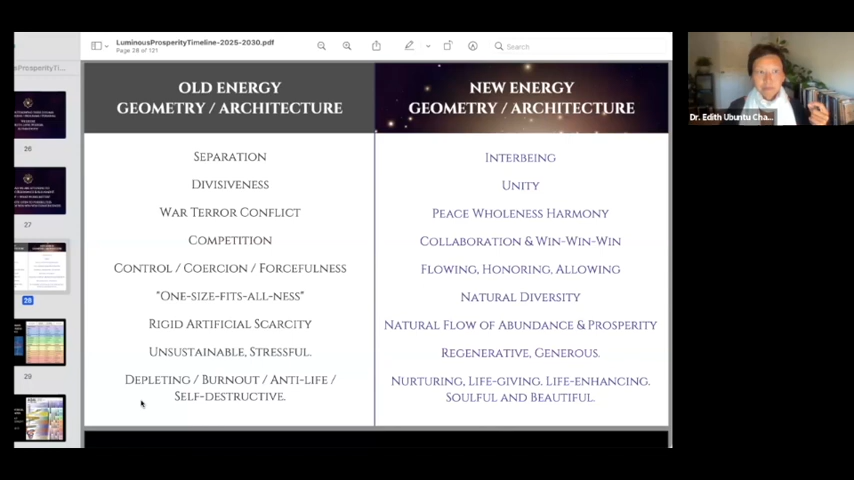 LuminousProsperityTimeline-2025-2030.pdf
Page 28 of 121
Search
26
27
28
29
OLD ENERGY
GEOMETRY / ARCHITECTURE
SEPARATION
DIVISIVENESS
WAR TERROR CONFLICT
COMPETITION
CONTROL / COERCION / FORCEFULNESS
"ONE-SIZE-FITS-ALL-NESS"
RIGID ARTIFICIAL SCARCITY
UNSUSTAINABLE, STRESSFUL.
DEPLETING / BURNOUT / ANTI-LIFE /
SELF-DESTRUCTIVE.
NEW ENERGY
GEOMETRY / ARCHITECTURE
INTERBEING
UNITY
PEACE WHOLENESS HARMONY
COLLABORATION & WIN-WIN-WIN
FLOWING, HONORING, ALLOWING
NATURAL DIVERSITY
NATURAL FLOW OF ABUNDANCE & PROSPERITY
REGENERATIVE, GENEROUS.
NURTURING, LIFE-GIVING. LIFE-ENHANCING.
SOULFUL AND BEAUTIFUL.
Dr. Edith Ubuntu Cha...